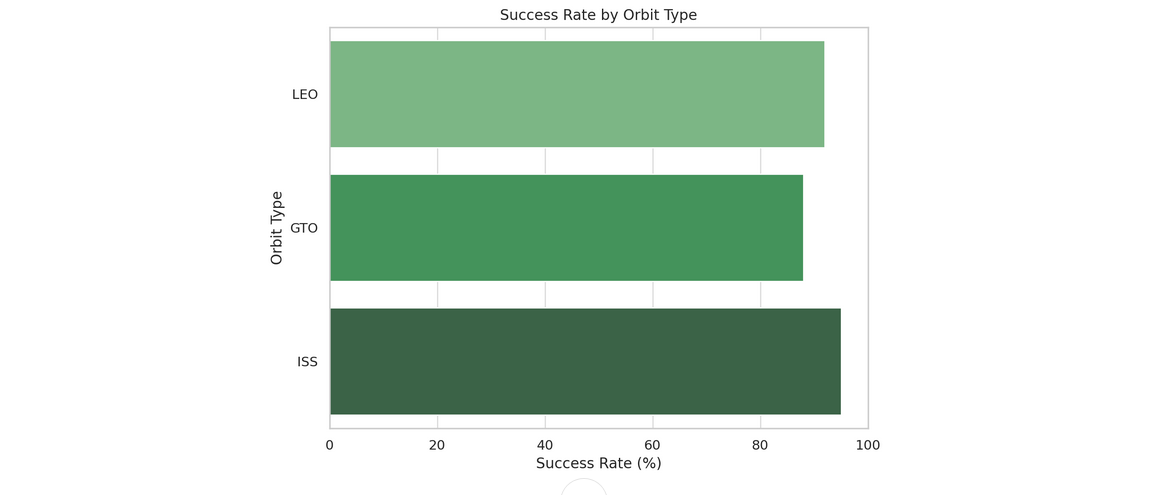 Success Rate by Orbit Type
LEO
GTO
ISS
Orbit Type
0 20 40 60 80 100
Success Rate (%)